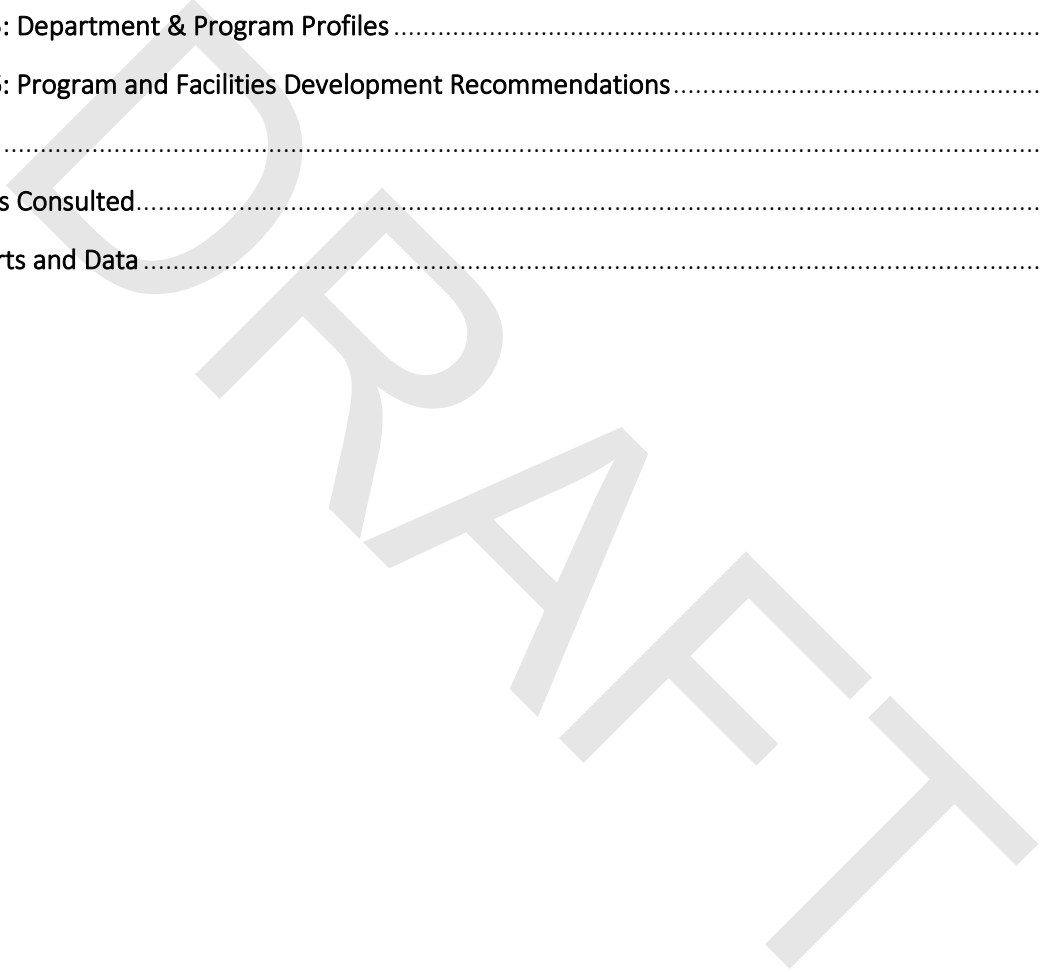 : Department & Program Profiles
: Program and Facilities Development Recommendations
s Consulted
rts and Data
DRAFT